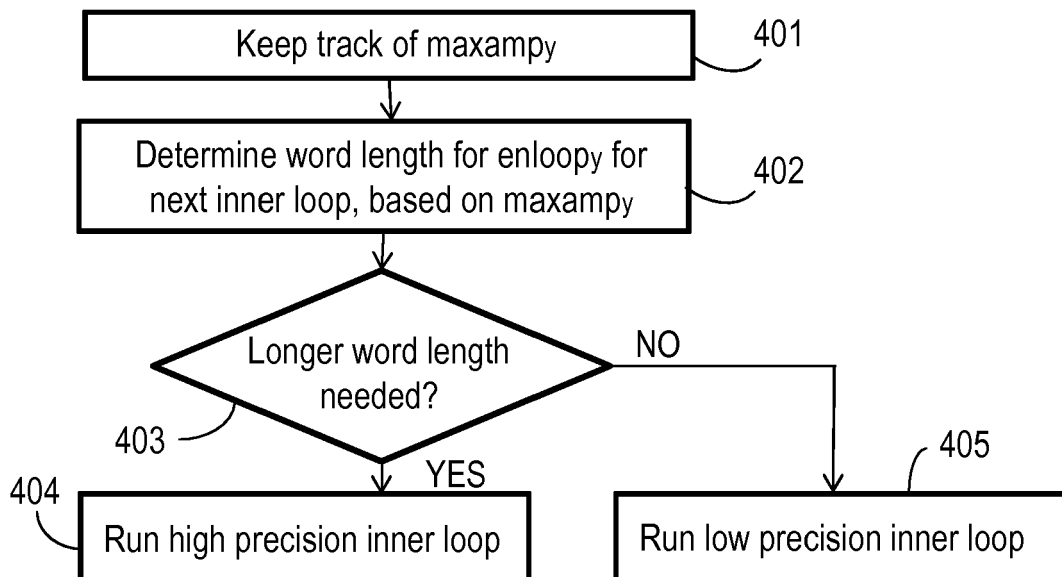 Keep track of maxampy
401
Determine word length for enloopy for
next inner loop, based on maxampy
402
Longer word length
needed?
NO
403
YES
405
404
Run high precision inner loop
Run low precision inner loop